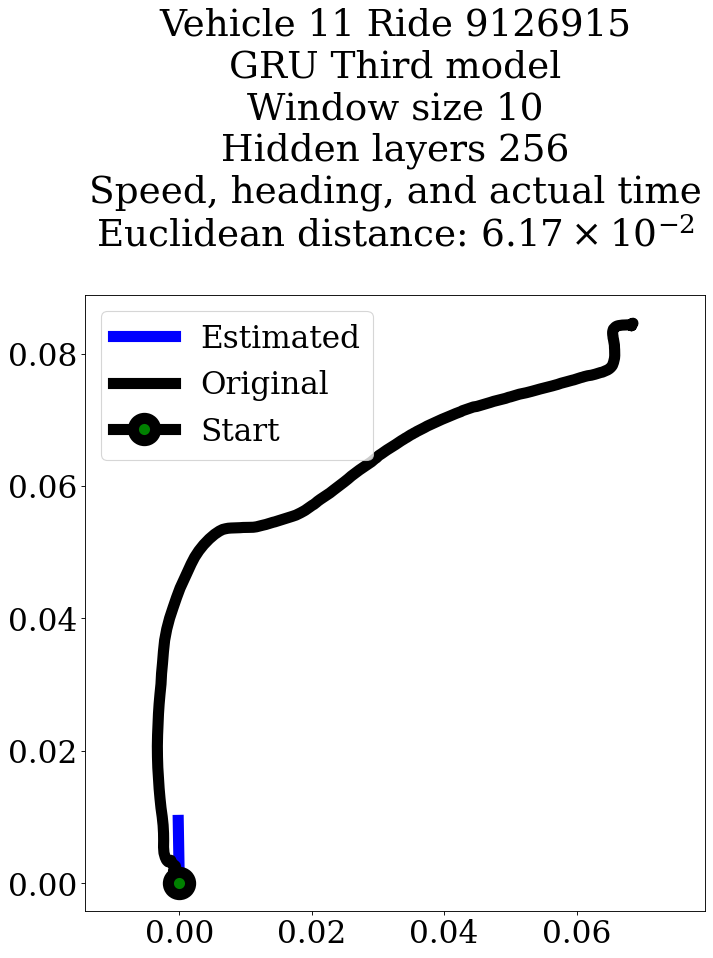 Vehicle 11 Ride 9126915
GRU Third model
Window size 10
Hidden layers 256
Speed, heading, and actual time
Euclidean distance: 6.17 × 10⁻²
Estimated
Original
Start
0.08
0.06
0.04
0.02
0.00
0.00 0.02 0.04 0.06